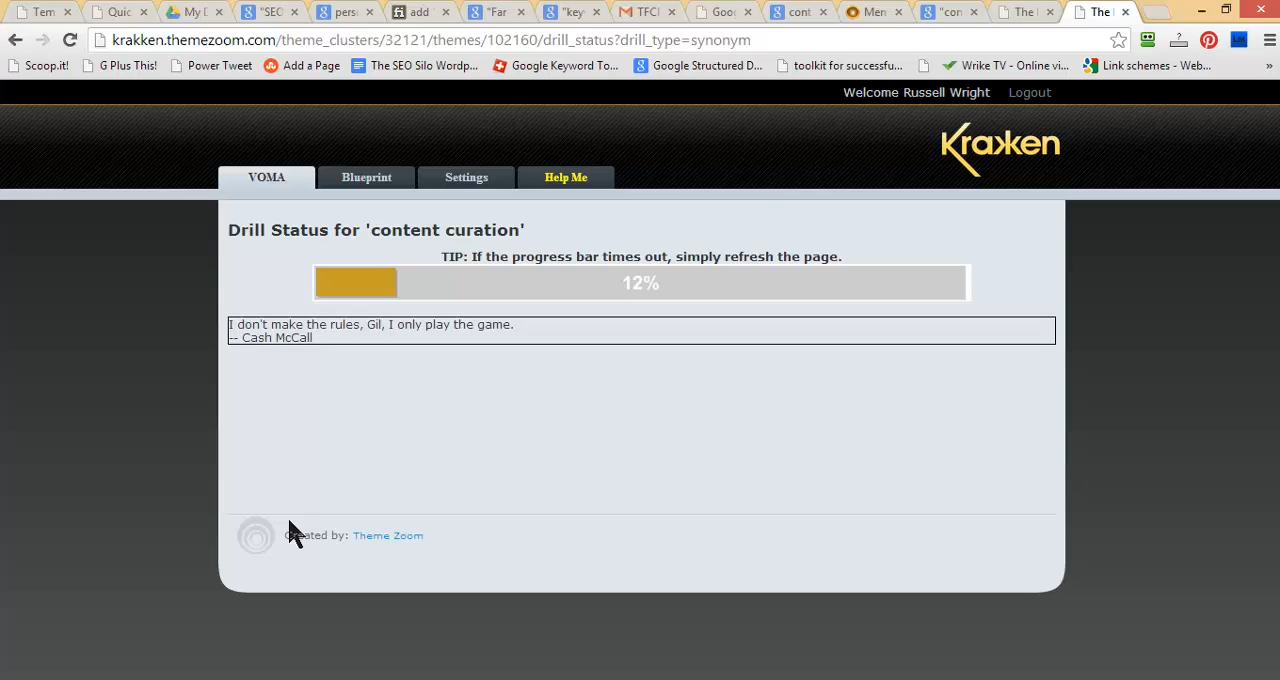 Tem
Quic
My D
"SEO
pers
add
"Far
"key
TFCI
Goo
cont
Men
"con
The
The
krakken.themezoom.com/theme_clusters/32121/themes/102160/drill_status?drill_type=synonym
Scoop.it!
G Plus This!
Power Tweet
Add a Page
The SEO Silo Wordp...
Google Keyword To...
Google Structured D...
toolkit for successfu...
Wrike TV - Online vi...
Link schemes - Web...
»
Welcome Russell Wright Logout
Krakken
VOMA Blueprint Settings Help Me
Drill Status for 'content curation'
TIP: If the progress bar times out, simply refresh the page.
12%
I don't make the rules, Gil, I only play the game.
-- Cash McCall
Created by: Theme Zoom